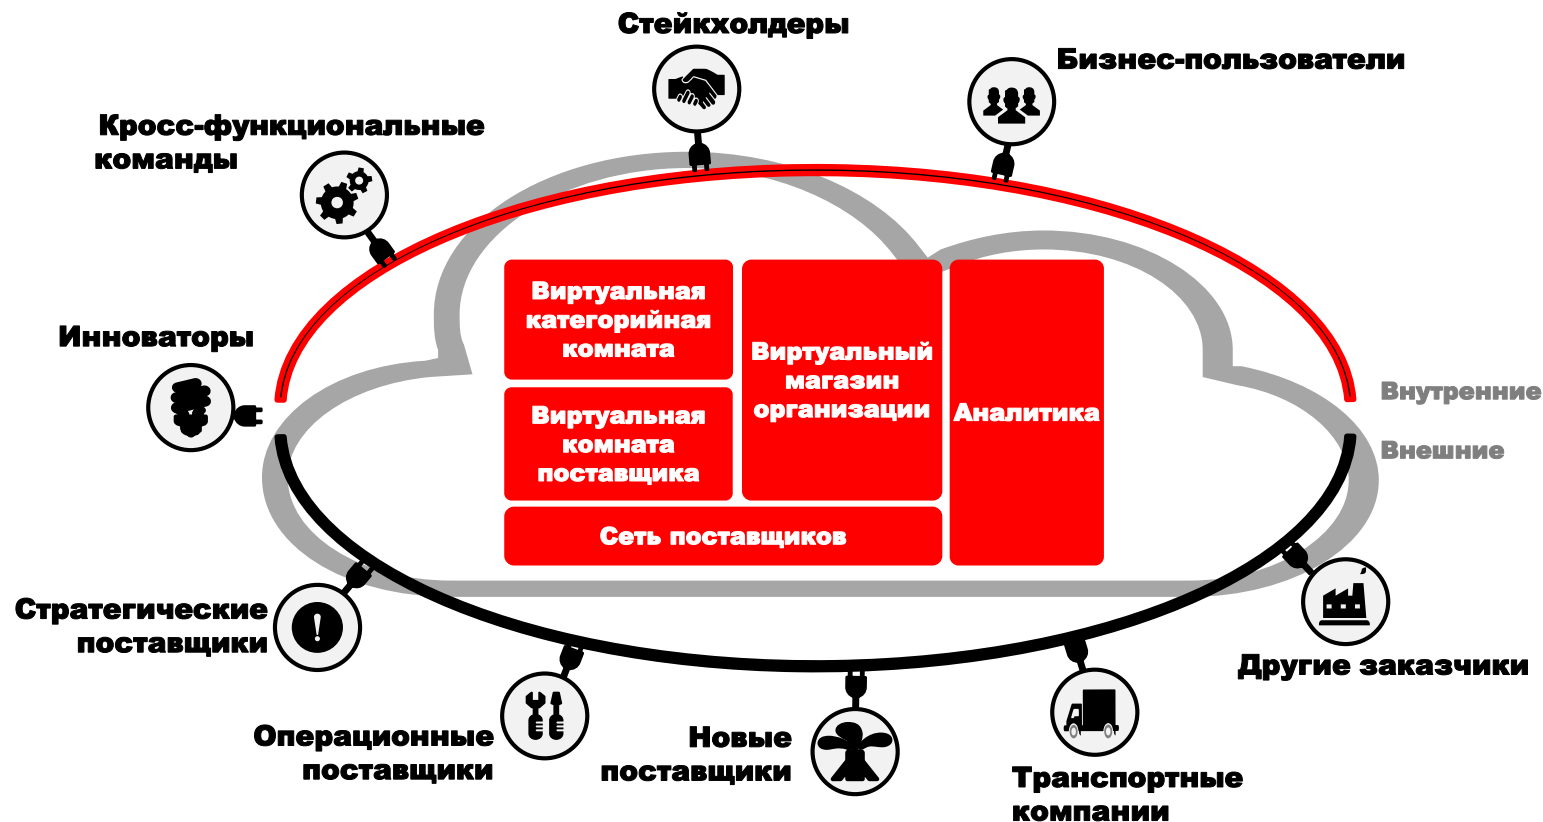 Стейкхолдеры
Бизнес-пользователи
Кросс-функциональные
команды
Инноваторы
Виртуальная
категорийная
комната
Виртуальный
магазин
организации
Аналитика
Виртуальная
комната
поставщика
Сеть поставщиков
Внутренние
Внешние
Стратегические
поставщики
Операционные
поставщики
Новые
поставщики
Транспортные
компании
Другие заказчики